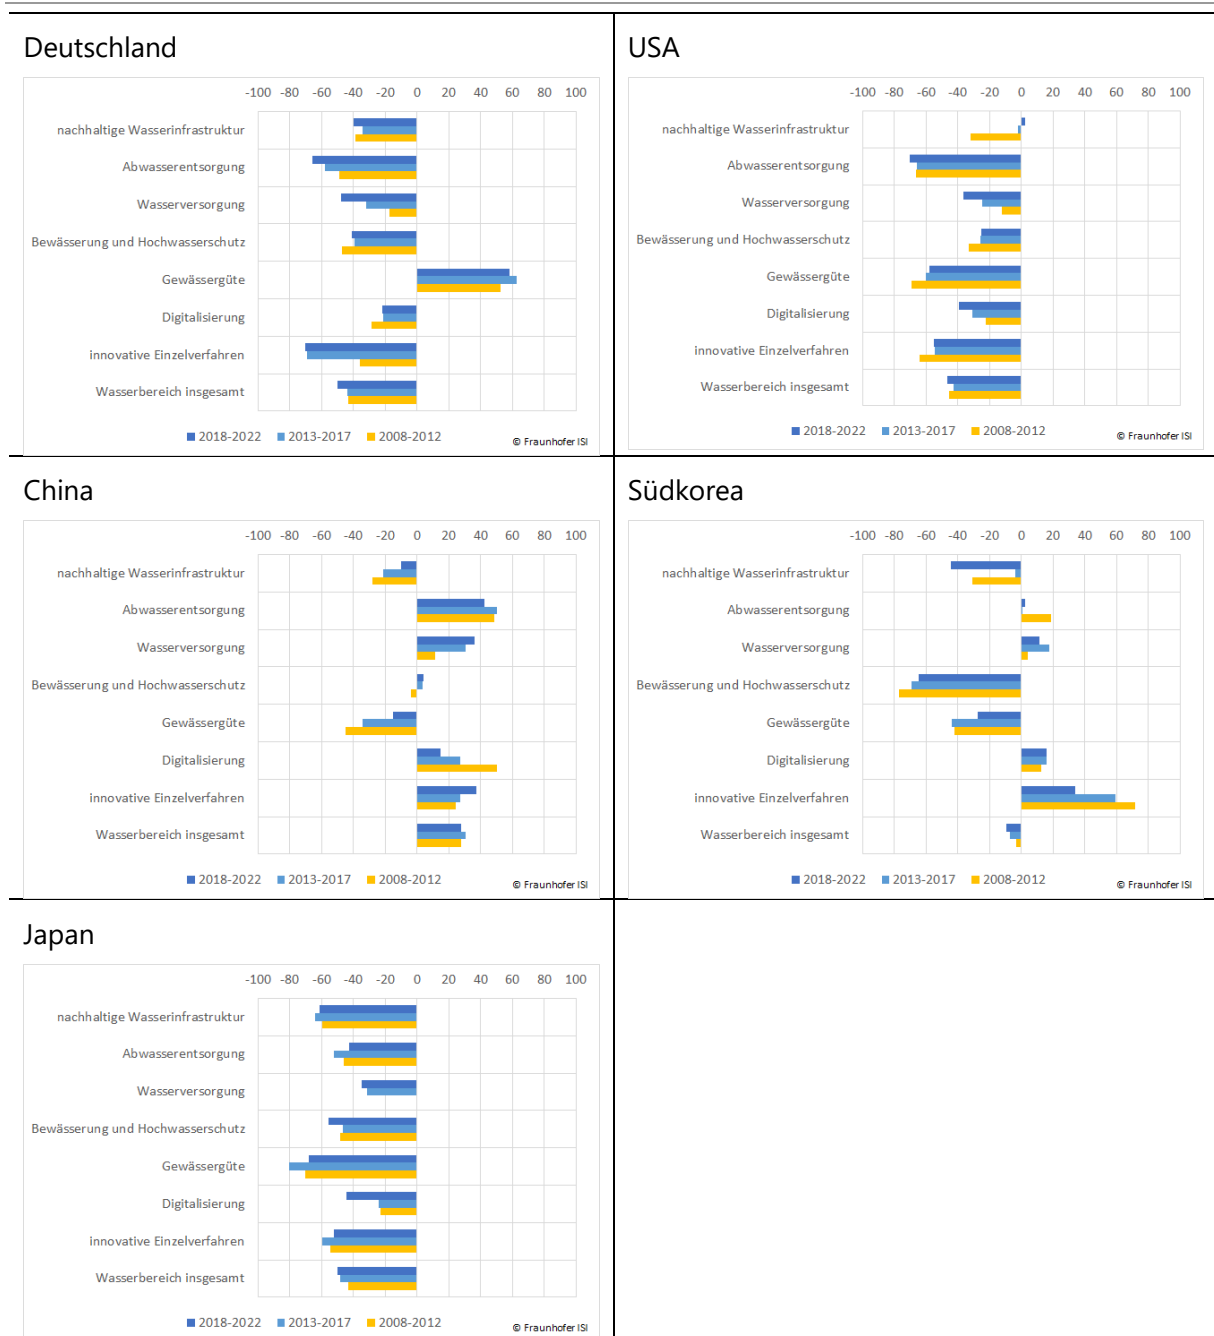 Deutschland
-100 -80 -60 -40 -20 0 20 40 60 80 100
nachhaltige Wasserinfrastruktur
Abwasserentsorgung
Wasserversorgung
Bewässerung und Hochwasserschutz
Gewässergüte
Digitalisierung
innovative Einzelverfahren
Wasserbereich insgesamt
2018-2022 2013-2017 2008-2012
© Fraunhofer ISI
USA
-100 -80 -60 -40 -20 0 20 40 60 80 100
nachhaltige Wasserinfrastruktur
Abwasserentsorgung
Wasserversorgung
Bewässerung und Hochwasserschutz
Gewässergüte
Digitalisierung
innovative Einzelverfahren
Wasserbereich insgesamt
2018-2022 2013-2017 2008-2012
© Fraunhofer ISI
China
-100 -80 -60 -40 -20 0 20 40 60 80 100
nachhaltige Wasserinfrastruktur
Abwasserentsorgung
Wasserversorgung
Bewässerung und Hochwasserschutz
Gewässergüte
Digitalisierung
innovative Einzelverfahren
Wasserbereich insgesamt
2018-2022 2013-2017 2008-2012
© Fraunhofer ISI
Südkorea
-100 -80 -60 -40 -20 0 20 40 60 80 100
nachhaltige Wasserinfrastruktur
Abwasserentsorgung
Wasserversorgung
Bewässerung und Hochwasserschutz
Gewässergüte
Digitalisierung
innovative Einzelverfahren
Wasserbereich insgesamt
2018-2022 2013-2017 2008-2012
© Fraunhofer ISI
Japan
-100 -80 -60 -40 -20 0 20 40 60 80 100
nachhaltige Wasserinfrastruktur
Abwasserentsorgung
Wasserversorgung
Bewässerung und Hochwasserschutz
Gewässergüte
Digitalisierung
innovative Einzelverfahren
Wasserbereich insgesamt
2018-2022 2013-2017 2008-2012
© Fraunhofer ISI